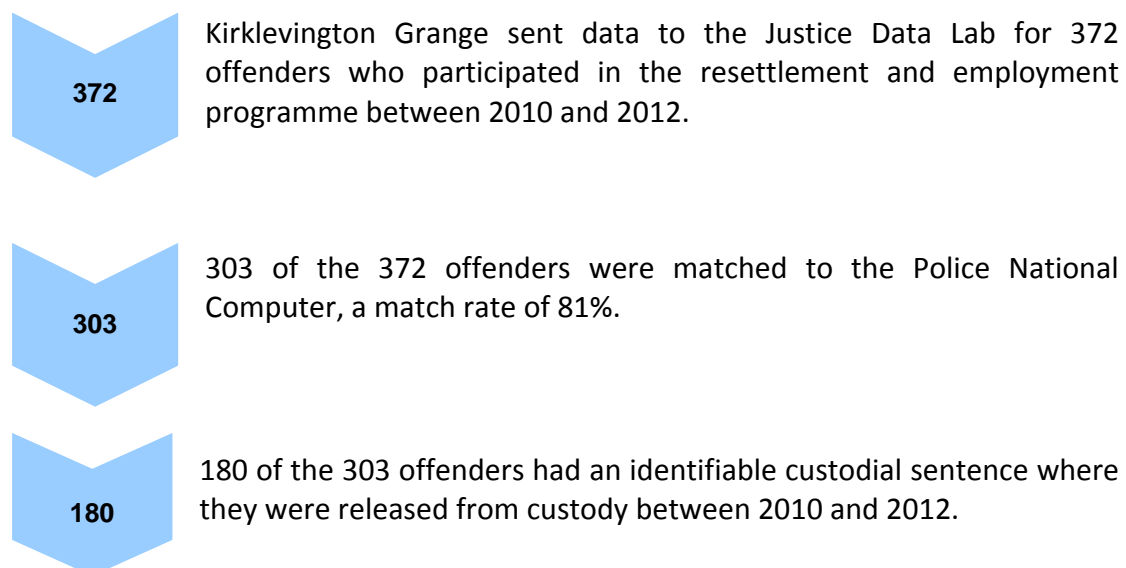 372
Kirklevington Grange sent data to the Justice Data Lab for 372
offenders who participated in the resettlement and employment
programme between 2010 and 2012.
303
303 of the 372 offenders were matched to the Police National
Computer, a match rate of 81%.
180
180 of the 303 offenders had an identifiable custodial sentence where
they were released from custody between 2010 and 2012.